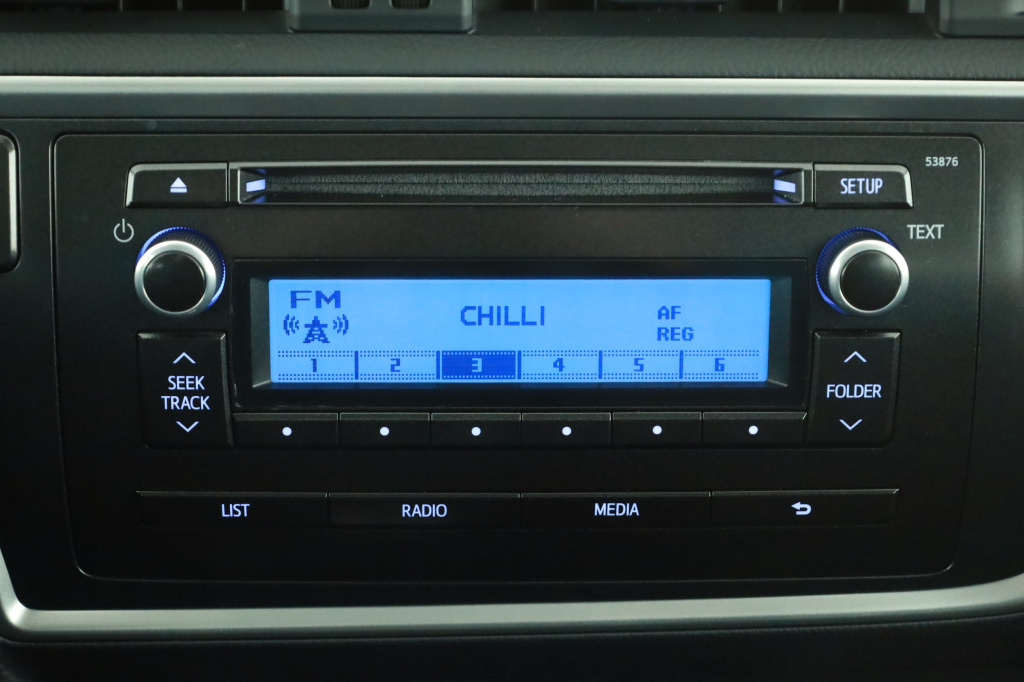 53876
SETUP
TEXT
FM
CHILLI
AF
REG
1 2 3 4 5 6
SEEK
TRACK
FOLDER
LIST RADIO MEDIA